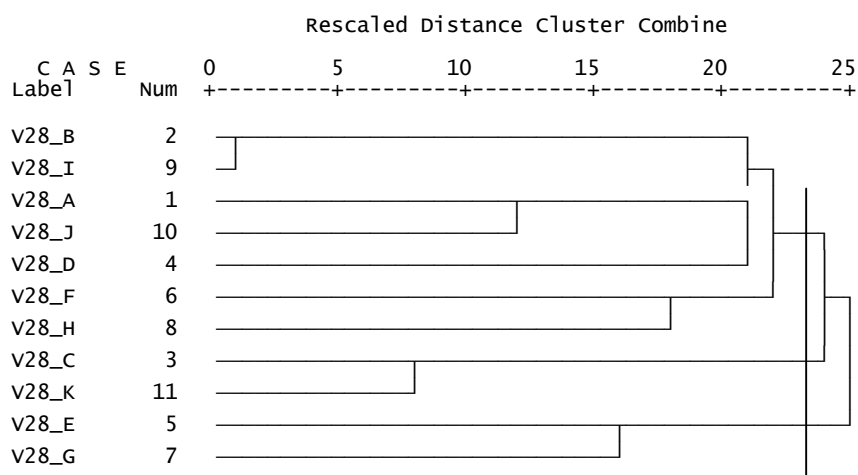 Rescaled Distance Cluster Combine
C A S E 0 5 10 15 20 25
Label Num +---------+---------+---------+---------+---------+
V28_B 2
V28_I 9
V28_A 1
V28_J 10
V28_D 4
V28_F 6
V28_H 8
V28_C 3
V28_K 11
V28_E 5
V28_G 7